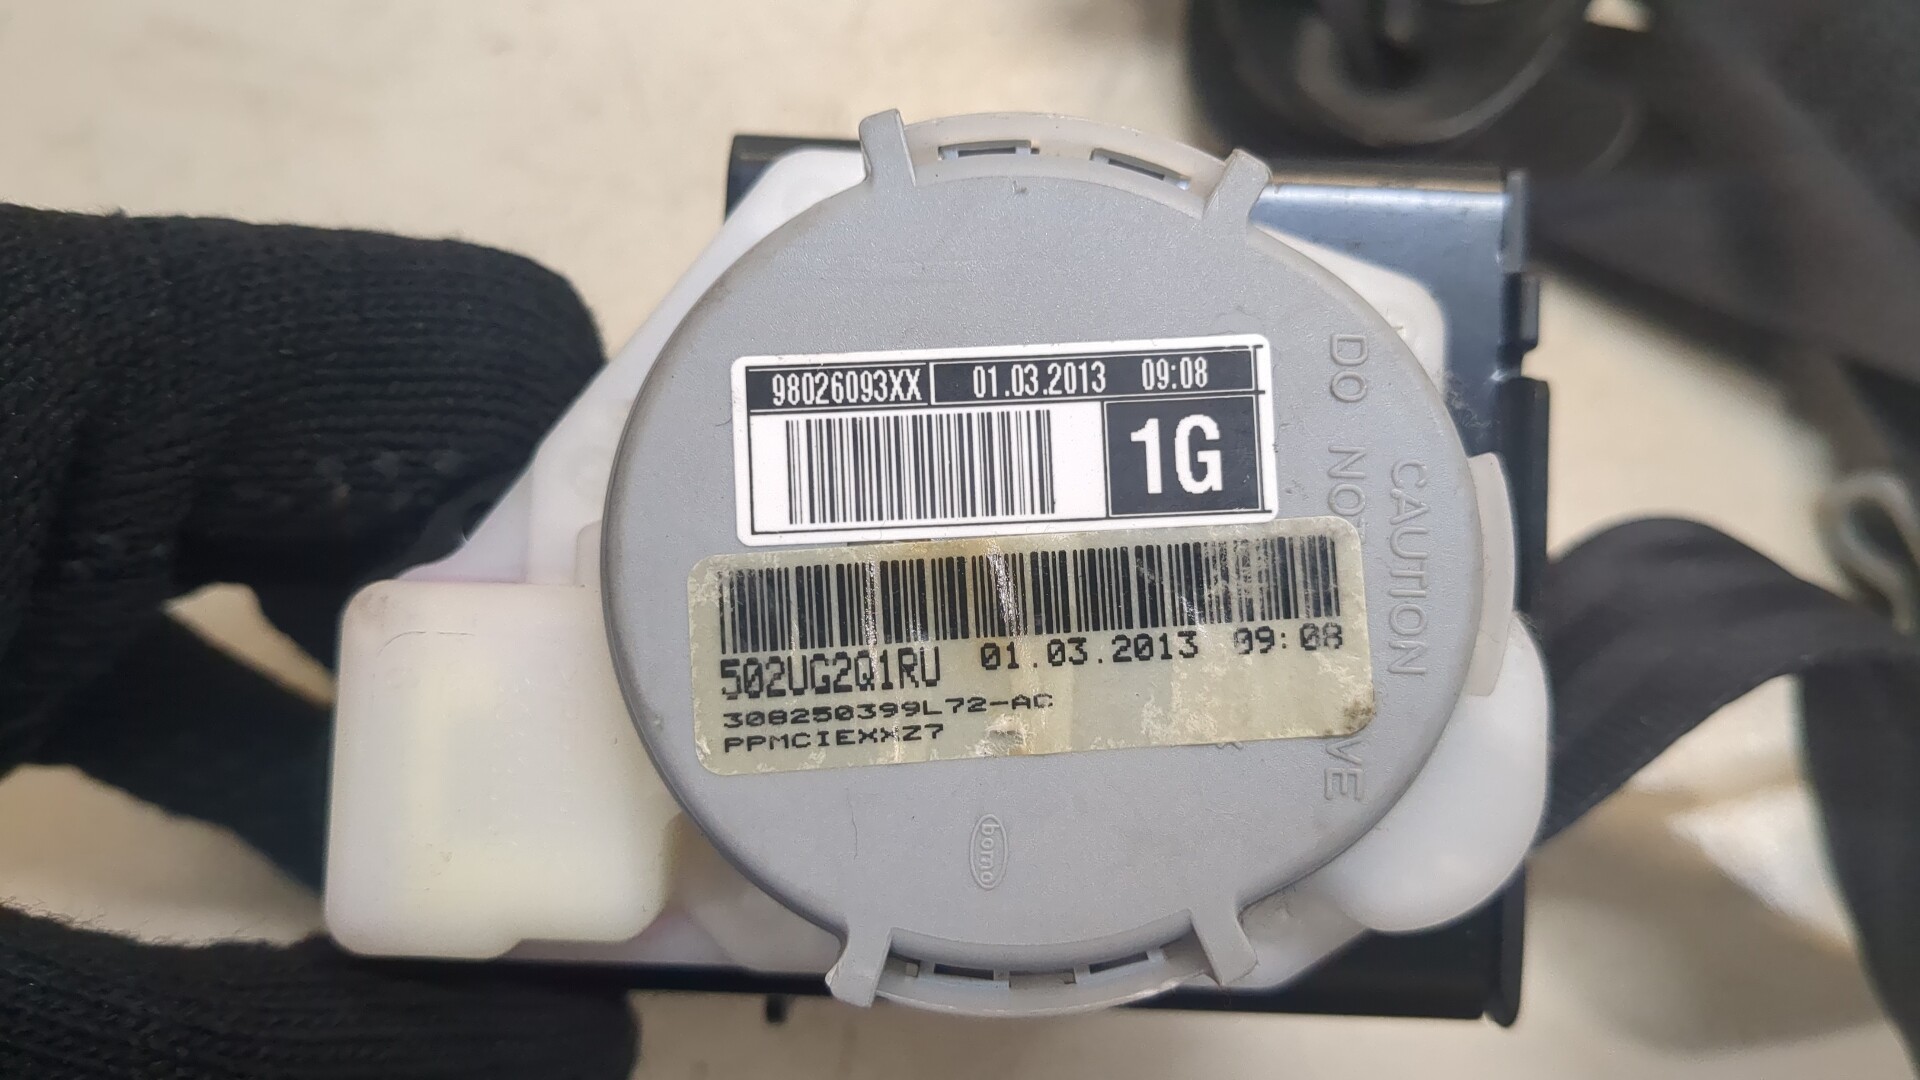 98026093XX 01.03.2013 09:08
1G
502UG2Q1RU 01.03.2013 09:08
308250399L72-AC
PPMCIEXXZ7
CAUTION
DO NOT
bomo